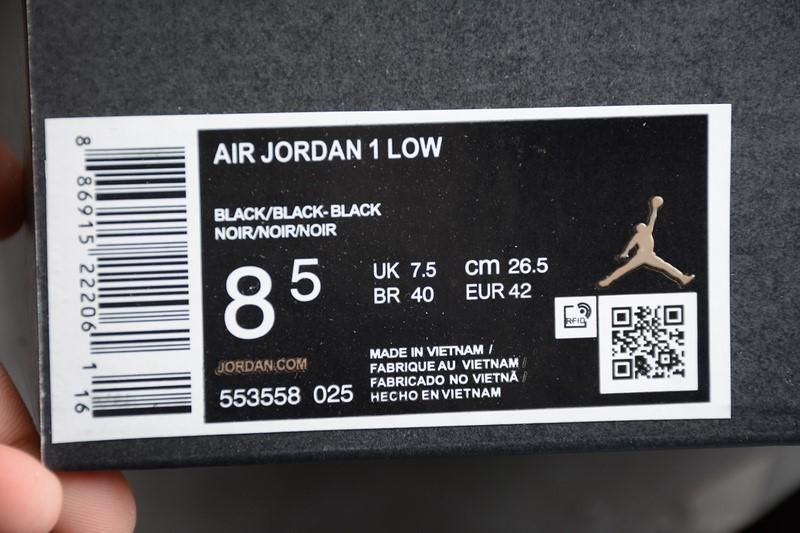 AIR JORDAN 1 LOW
BLACK/BLACK-BLACK
NOIR/NOIR/NOIR
8 5
UK 7.5 cm 26.5
BR 40 EUR 42
JORDAN.COM
553558 025
MADE IN VIETNAM /
FABRIQUE AU VIETNAM /
FABRICADO NO VIETNÃ /
HECHO EN VIETNAM
RFID
8 86915 22206 1 16